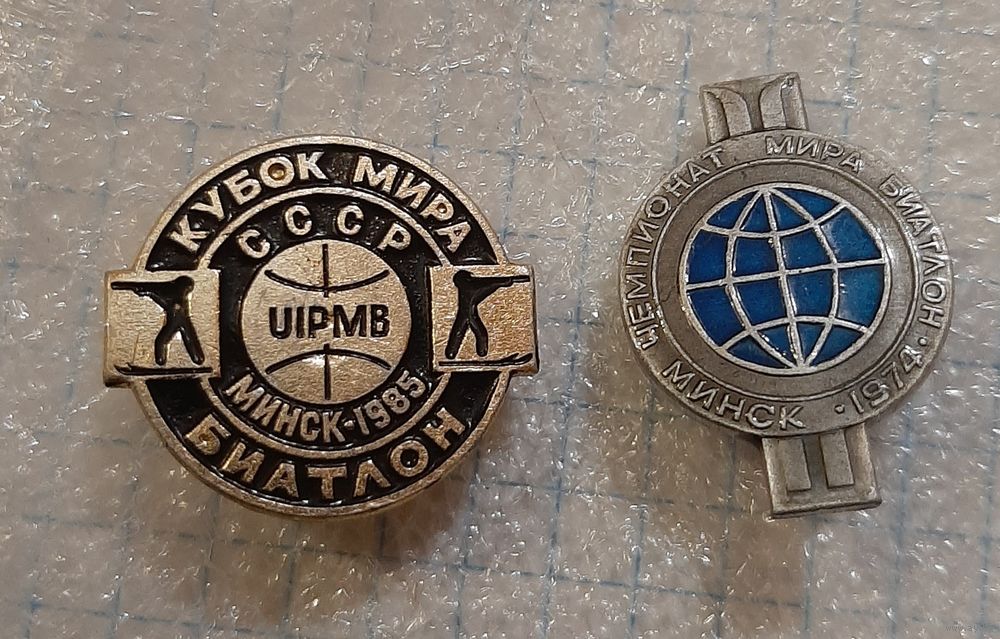 КУБОК МИРА
СССР
UIPMB
МИНСК·1985
БИАТЛОН
ЧЕМПИОНАТ МИРА БИАТЛОН·
МИНСК ·1974·